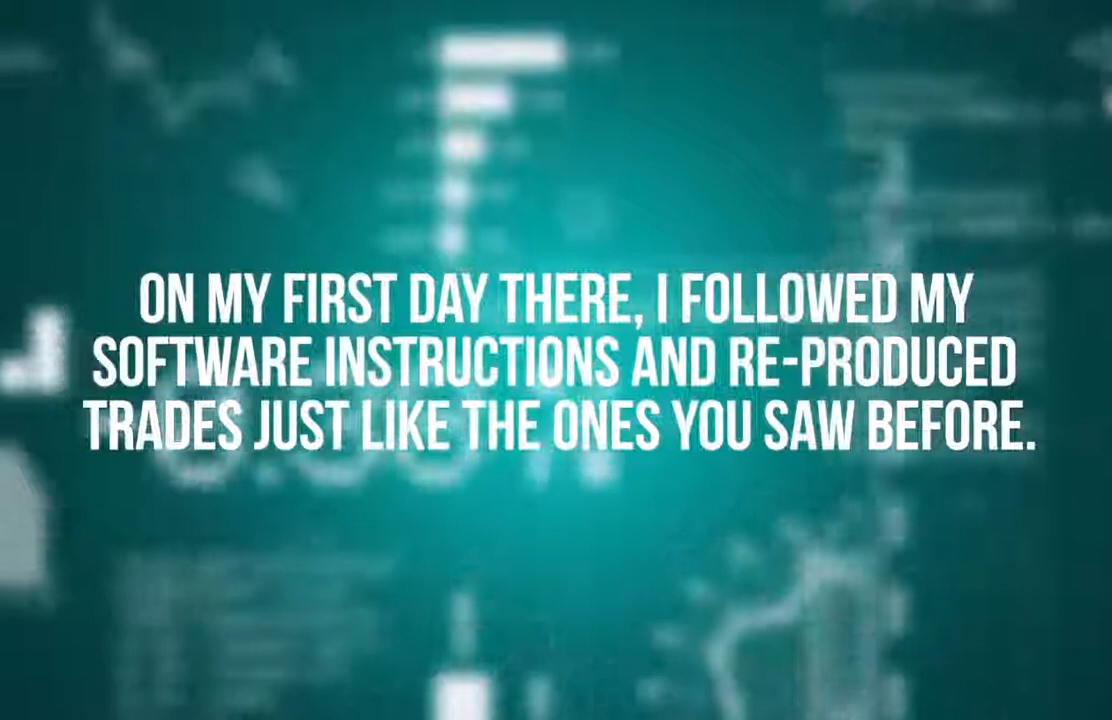 ON MY FIRST DAY THERE, I FOLLOWED MY
SOFTWARE INSTRUCTIONS AND RE-PRODUCED
TRADES JUST LIKE THE ONES YOU SAW BEFORE.